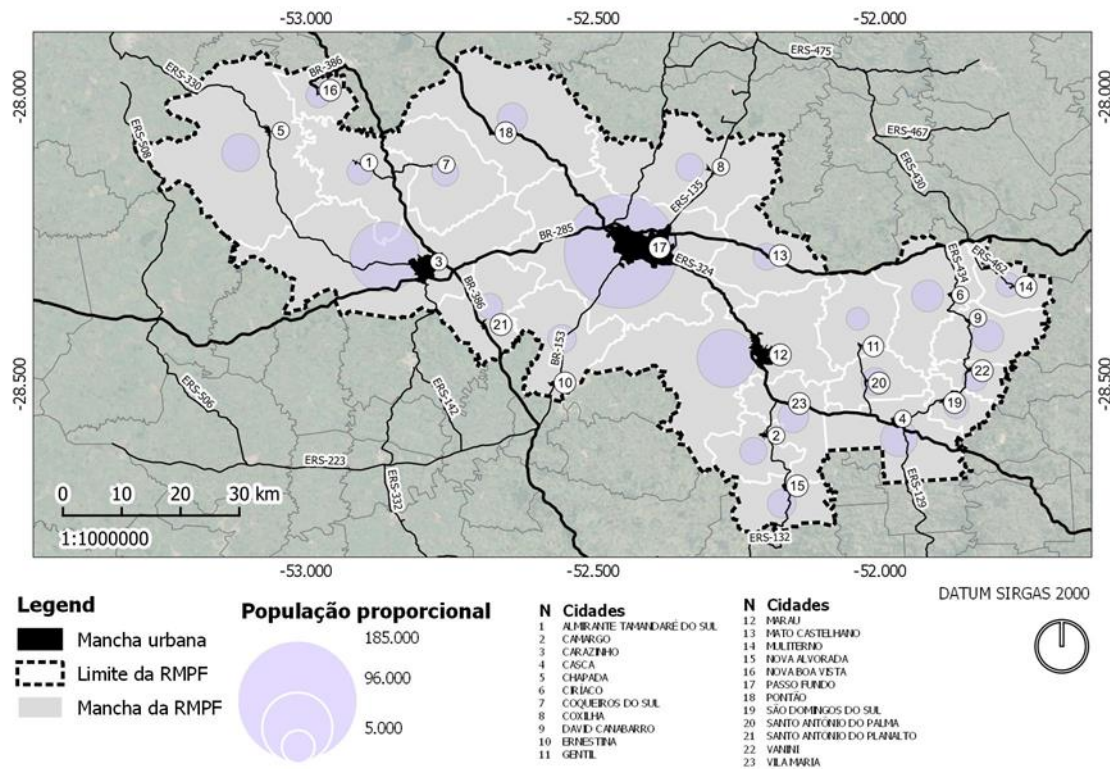 -53.000 -52.500 -52.000
-28.000 -28.000
-28.500 -28.500
ERS-330
BR-386
ERS-508
ERS-475
ERS-467
ERS-430
ERS-135
BR-285
ERS-324
ERS-434
ERS-462
BR-386
BR-153
ERS-506
ERS-142
ERS-223
ERS-332
ERS-129
ERS-132
16
5
18
1
7
8
17
13
3
14
6
9
21
11
12
22
10
20
19
23
4
2
15
0 10 20 30 km
1:1000000
-53.000 -52.500 -52.000
DATUM SIRGAS 2000
Legend
Mancha urbana
Limite da RMPF
Mancha da RMPF
População proporcional
185.000
96.000
5.000
N Cidades
1 ALMIRANTE TAMANDARÉ DO SUL
2 CAMARGO
3 CARAZINHO
4 CASCA
5 CHAPADA
6 CIRÍACO
7 COQUEIROS DO SUL
8 COXILHA
9 DAVID CANABARRO
10 ERNESTINA
11 GENTIL
N Cidades
12 MARAU
13 MATO CASTELHANO
14 MULITERNO
15 NOVA ALVORADA
16 NOVA BOA VISTA
17 PASSO FUNDO
18 PONTÃO
19 SÃO DOMINGOS DO SUL
20 SANTO ANTÔNIO DO PALMA
21 SANTO ANTÔNIO DO PLANALTO
22 VANINI
23 VILA MARIA